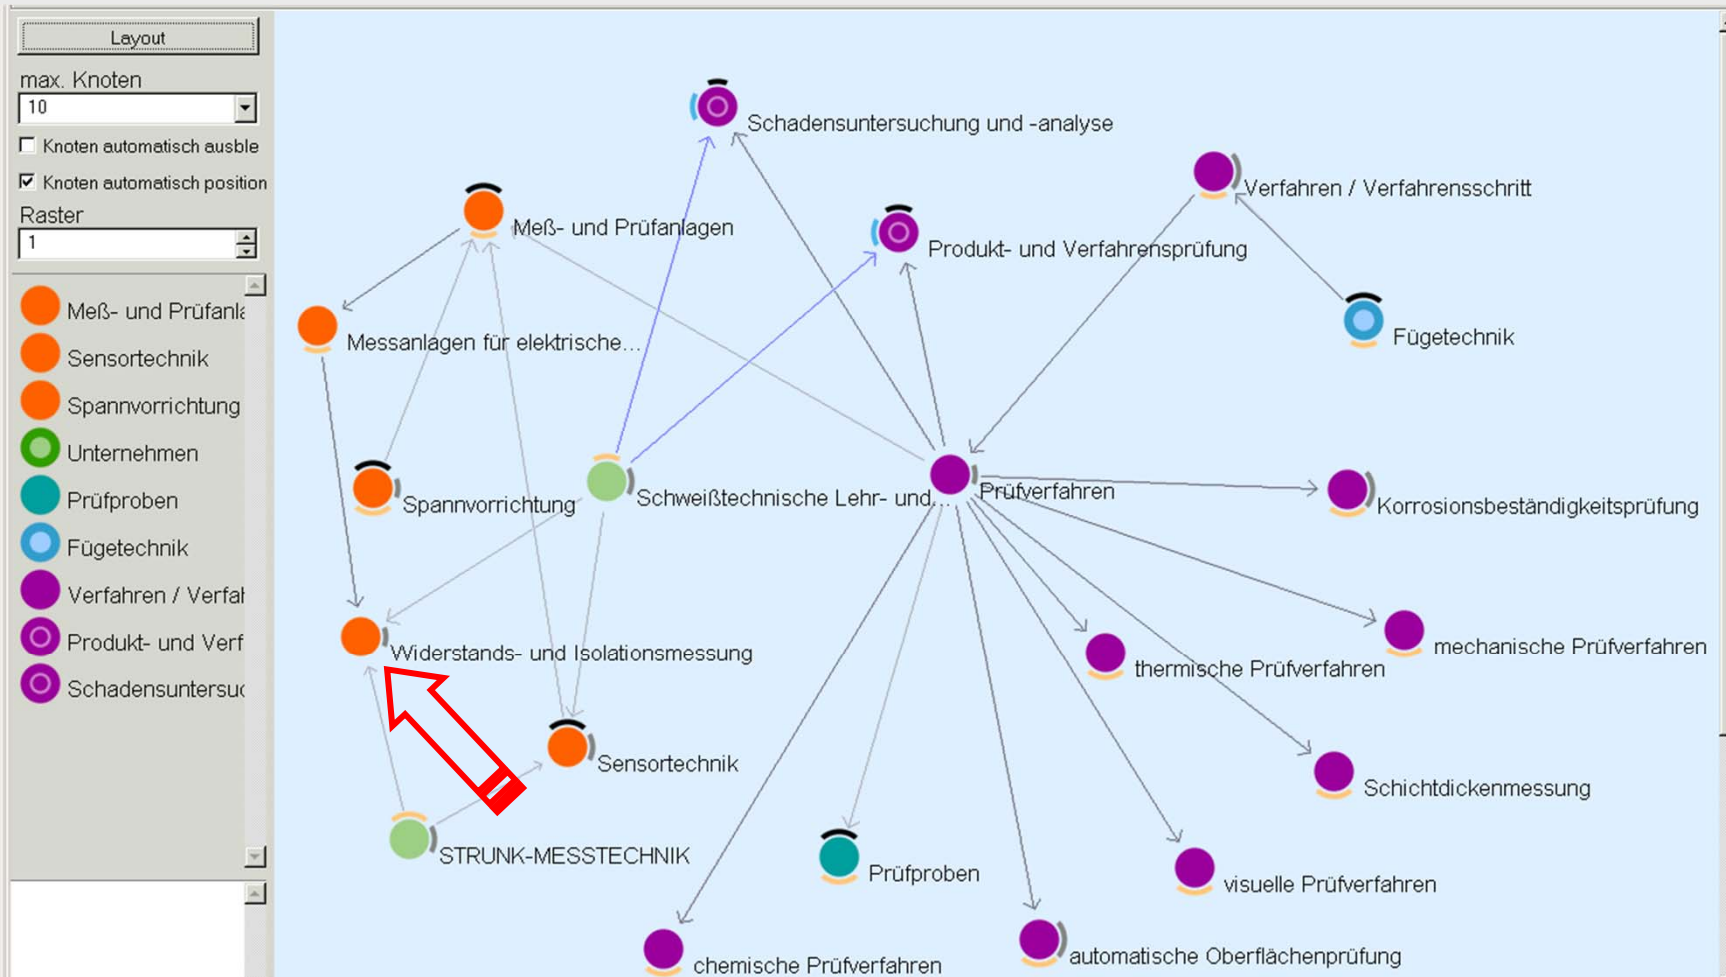 Layout
max. Knoten
10
Knoten automatisch ausble
Knoten automatisch position
Raster
1
Meß- und Prüfanla
Sensortechnik
Spannvorrichtung
Unternehmen
Prüfproben
Fügetechnik
Verfahren / Verfah
Produkt- und Verf
Schadensuntersuc
Schadensuntersuchung und -analyse
Verfahren / Verfahrensschritt
Meß- und Prüfanlagen
Produkt- und Verfahrensprüfung
Messanlagen für elektrische...
Fügetechnik
Spannvorrichtung
Schweißtechnische Lehr- und...
Prüfverfahren
Korrosionsbeständigkeitsprüfung
Widerstands- und Isolationsmessung
thermische Prüfverfahren
mechanische Prüfverfahren
Sensortechnik
Schichtdickenmessung
STRUNK-MESSTECHNIK
Prüfproben
visuelle Prüfverfahren
chemische Prüfverfahren
automatische Oberflächenprüfung